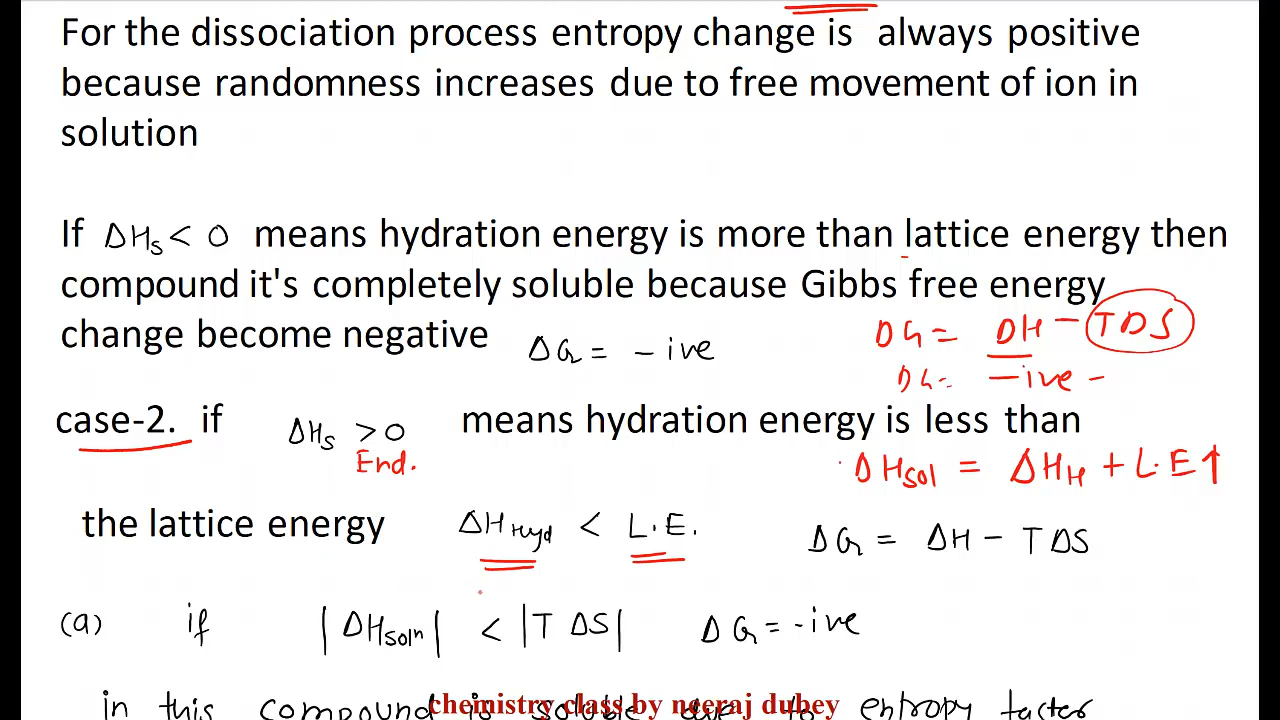 For the dissociation process entropy change is always positive
because randomness increases due to free movement of ion in
solution
If ΔHs < 0 means hydration energy is more than lattice energy then
compound it's completely soluble because Gibbs free energy
change become negative ΔG = -ive
ΔG = ΔH - TΔS
ΔG = -ive -
case-2. if ΔHs > 0 means hydration energy is less than
End.
ΔHsol = ΔHH + L.E↑
the lattice energy ΔHHyd < L.E. ΔG = ΔH - TΔS
(a) if |ΔHsoln| < |TΔS| ΔG = -ive
in this compound is soluble due to entropy factor
chemistry class by neeraj dubey